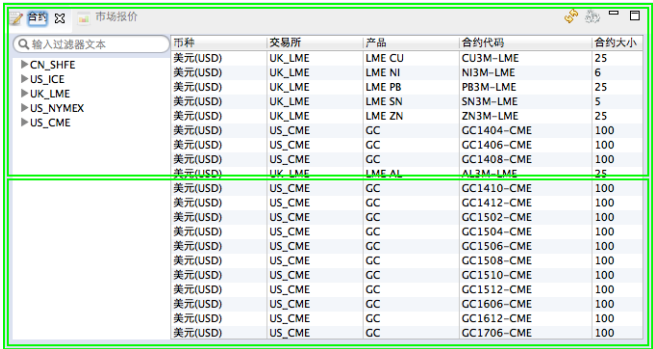 合约 市场报价
输入过滤器文本
CN_SHFE
US_ICE
UK_LME
US_NYMEX
US_CME
币种 交易所 产品 合约代码 合约大小
美元(USD) UK_LME LME CU CU3M-LME 25
美元(USD) UK_LME LME NI NI3M-LME 6
美元(USD) UK_LME LME PB PB3M-LME 25
美元(USD) UK_LME LME SN SN3M-LME 5
美元(USD) UK_LME LME ZN ZN3M-LME 25
美元(USD) US_CME GC GC1404-CME 100
美元(USD) US_CME GC GC1406-CME 100
美元(USD) US_CME GC GC1408-CME 100
美元(USD) UK_LME LME AL AL3M-LME 25
美元(USD) US_CME GC GC1410-CME 100
美元(USD) US_CME GC GC1412-CME 100
美元(USD) US_CME GC GC1502-CME 100
美元(USD) US_CME GC GC1504-CME 100
美元(USD) US_CME GC GC1506-CME 100
美元(USD) US_CME GC GC1508-CME 100
美元(USD) US_CME GC GC1510-CME 100
美元(USD) US_CME GC GC1512-CME 100
美元(USD) US_CME GC GC1606-CME 100
美元(USD) US_CME GC GC1612-CME 100
美元(USD) US_CME GC GC1706-CME 100